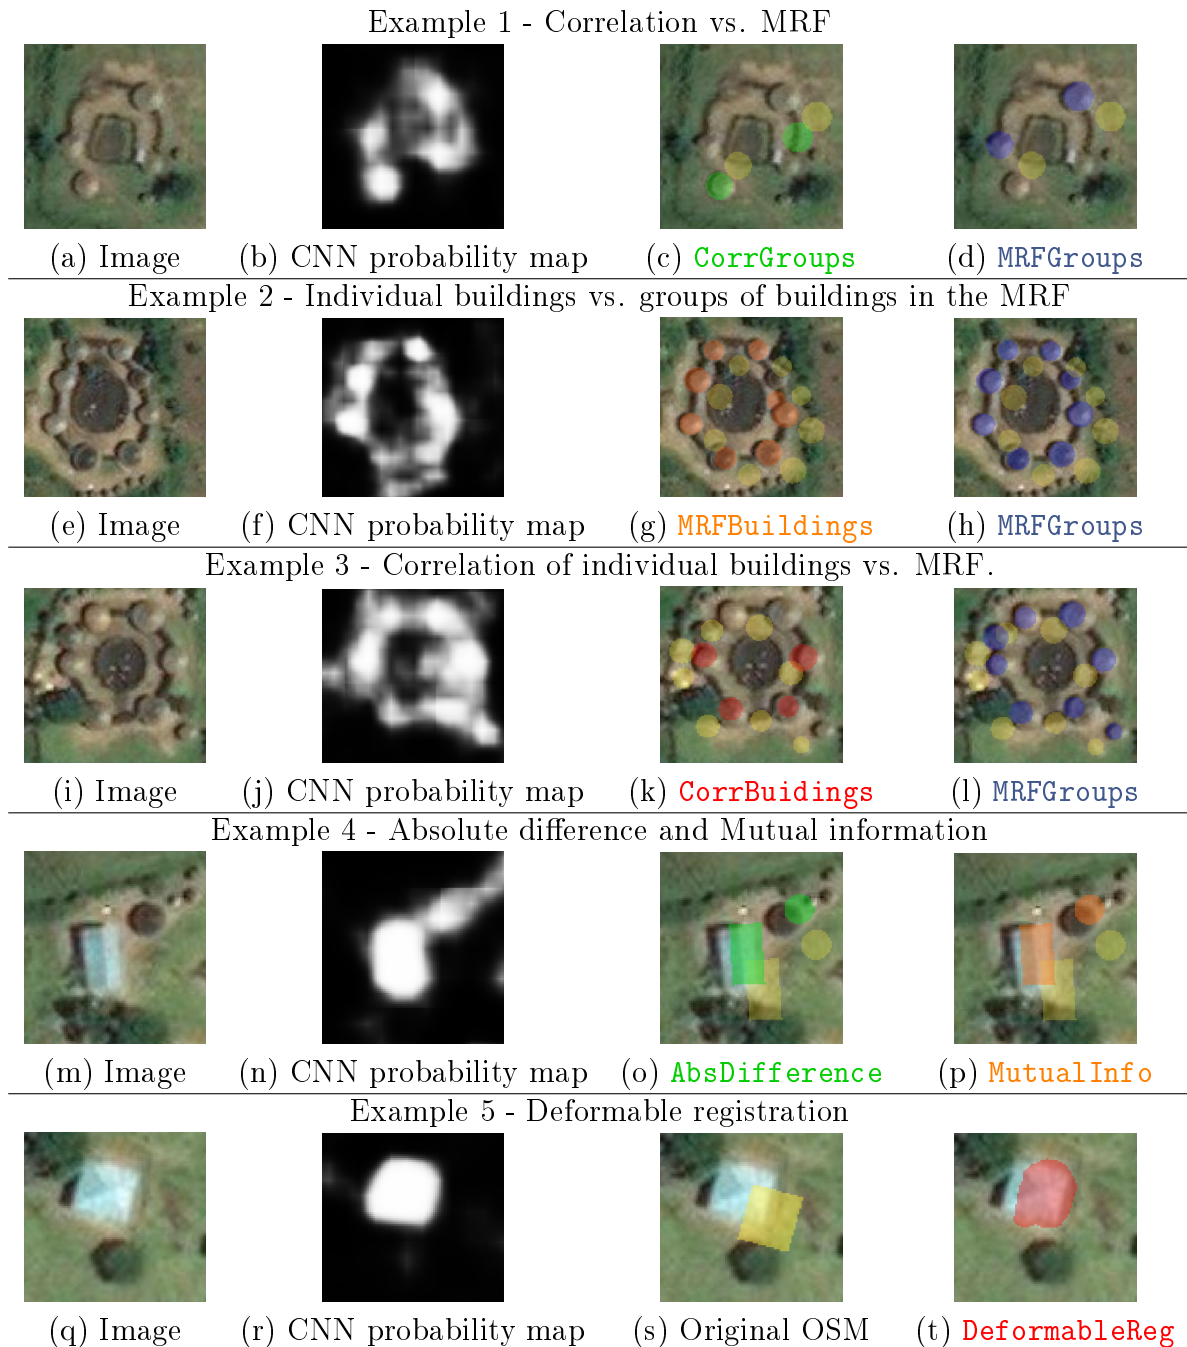 Example 1 - Correlation vs. MRF
(a) Image (b) CNN probability map (c) CorrGroups (d) MRFGroups
Example 2 - Individual buildings vs. groups of buildings in the MRF
(e) Image (f) CNN probability map (g) MRFBuildings (h) MRFGroups
Example 3 - Correlation of individual buildings vs. MRF.
(i) Image (j) CNN probability map (k) CorrBuidings (l) MRFGroups
Example 4 - Absolute difference and Mutual information
(m) Image (n) CNN probability map (o) AbsDifference (p) MutualInfo
Example 5 - Deformable registration
(q) Image (r) CNN probability map (s) Original OSM (t) DeformableReg